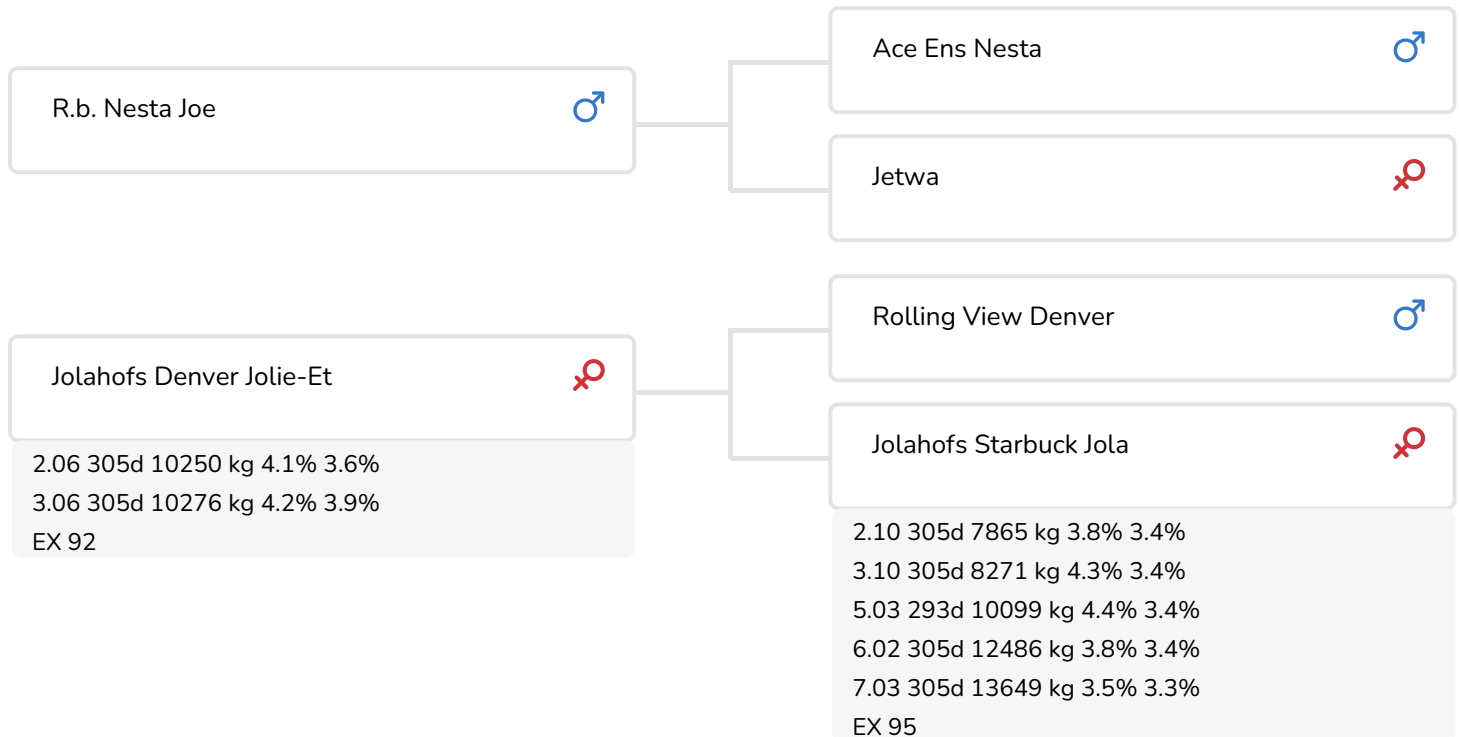 Ace Ens Nesta
R.b. Nesta Joe
Jetwa
Rolling View Denver
Jolahofs Denver Jolie-Et
2.06 305d 10250 kg 4.1% 3.6%
3.06 305d 10276 kg 4.2% 3.9%
EX 92
Jolahofs Starbuck Jola
2.10 305d 7865 kg 3.8% 3.4%
3.10 305d 8271 kg 4.3% 3.4%
5.03 293d 10099 kg 4.4% 3.4%
6.02 305d 12486 kg 3.8% 3.4%
7.03 305d 13649 kg 3.5% 3.3%
EX 95